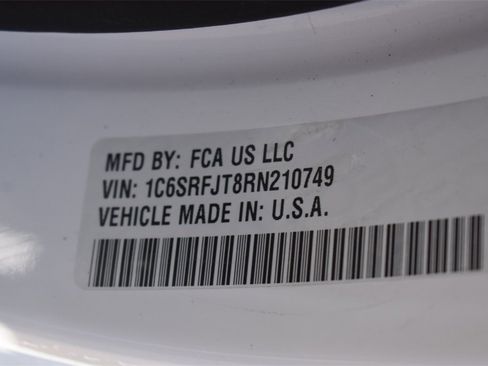 MFD BY: FCA US LLC
VIN: 1C6SRFJT8RN210749
VEHICLE MADE IN: U.S.A.